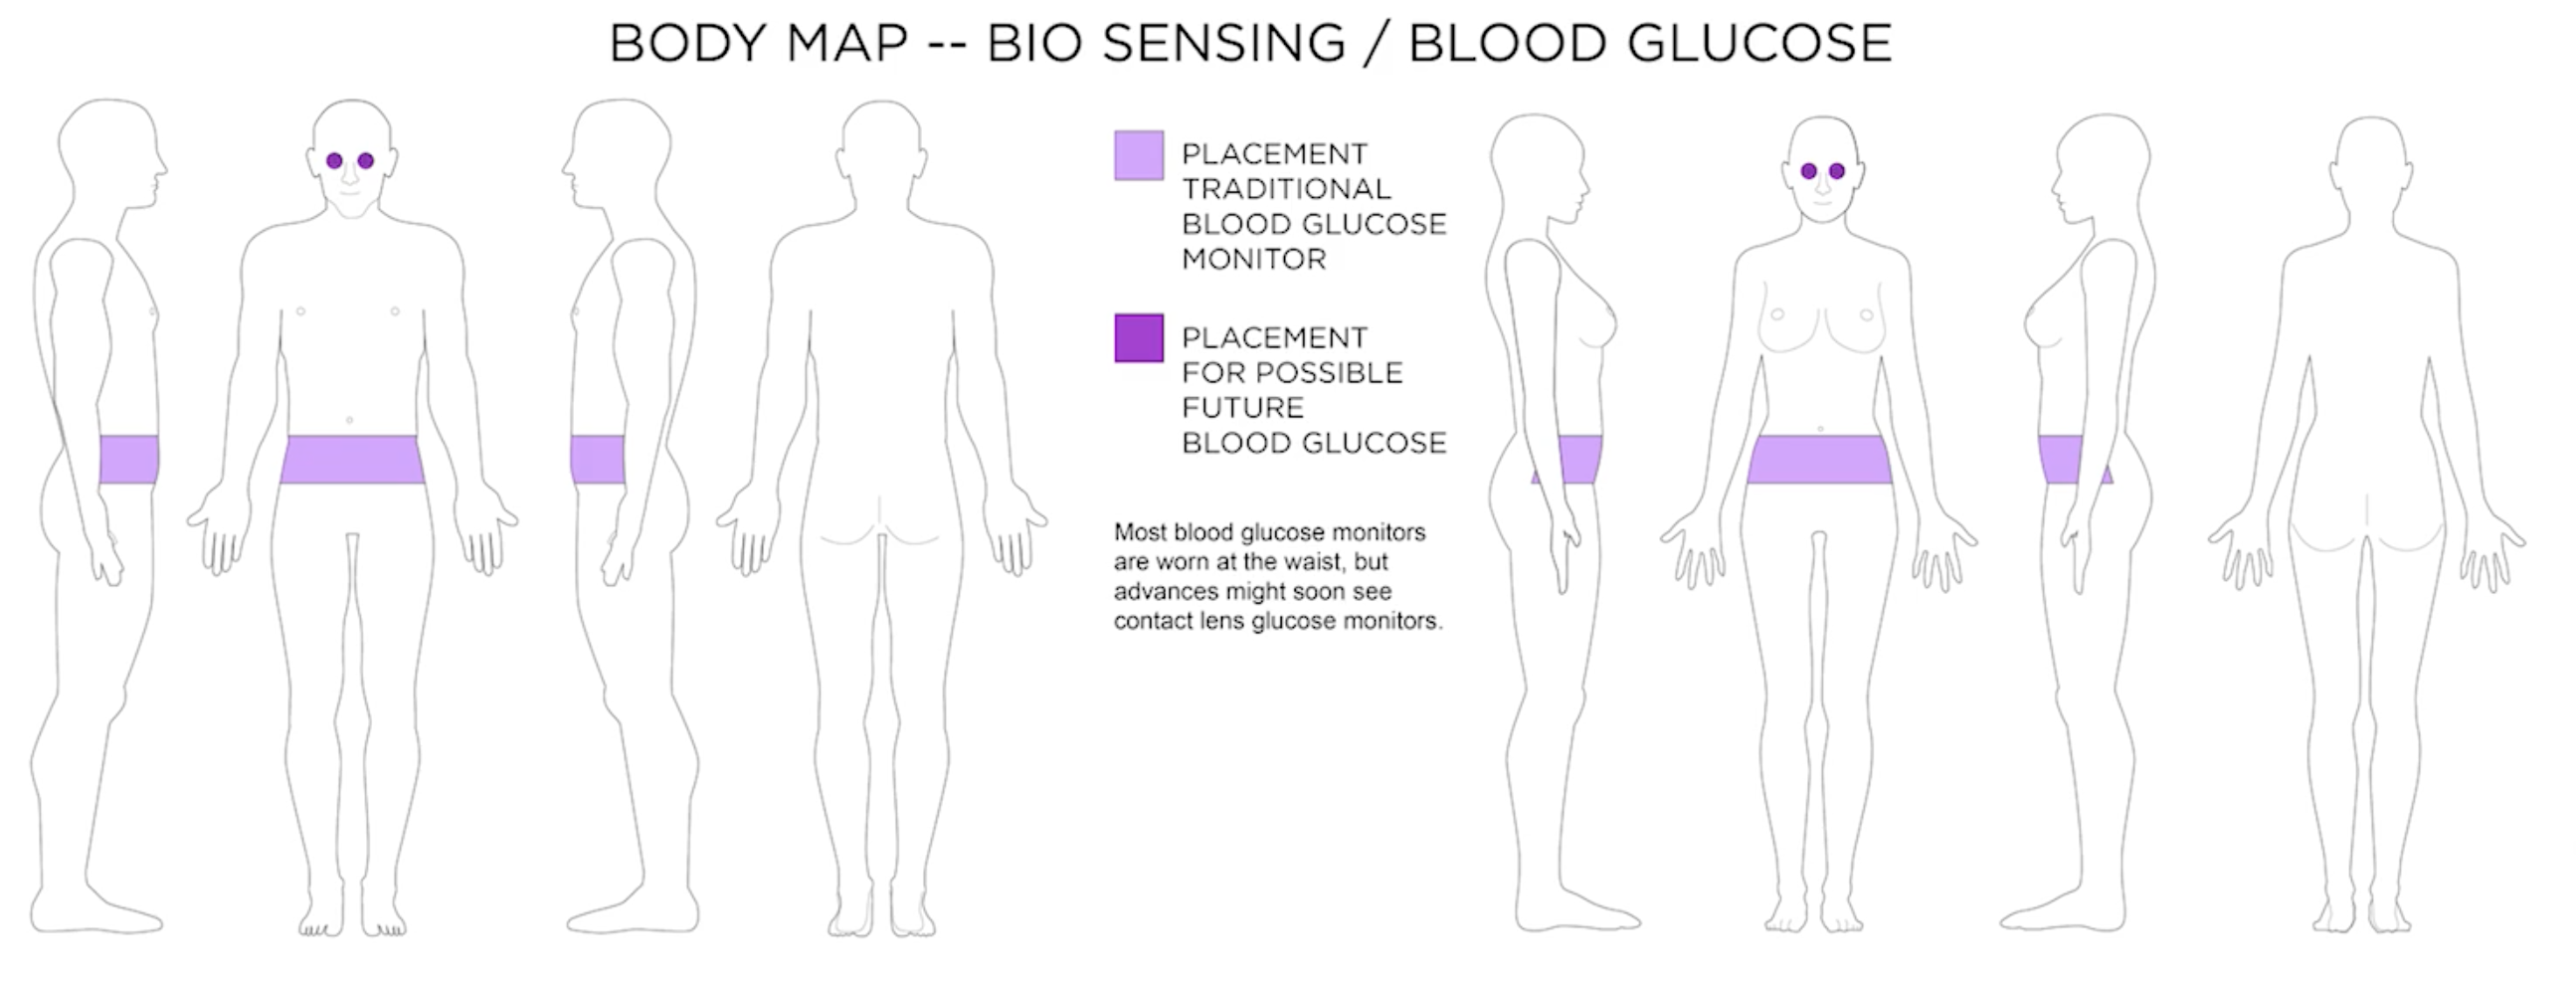 BODY MAP -- BIO SENSING / BLOOD GLUCOSE
PLACEMENT
TRADITIONAL
BLOOD GLUCOSE
MONITOR
PLACEMENT
FOR POSSIBLE
FUTURE
BLOOD GLUCOSE
Most blood glucose monitors
are worn at the waist, but
advances might soon see
contact lens glucose monitors.